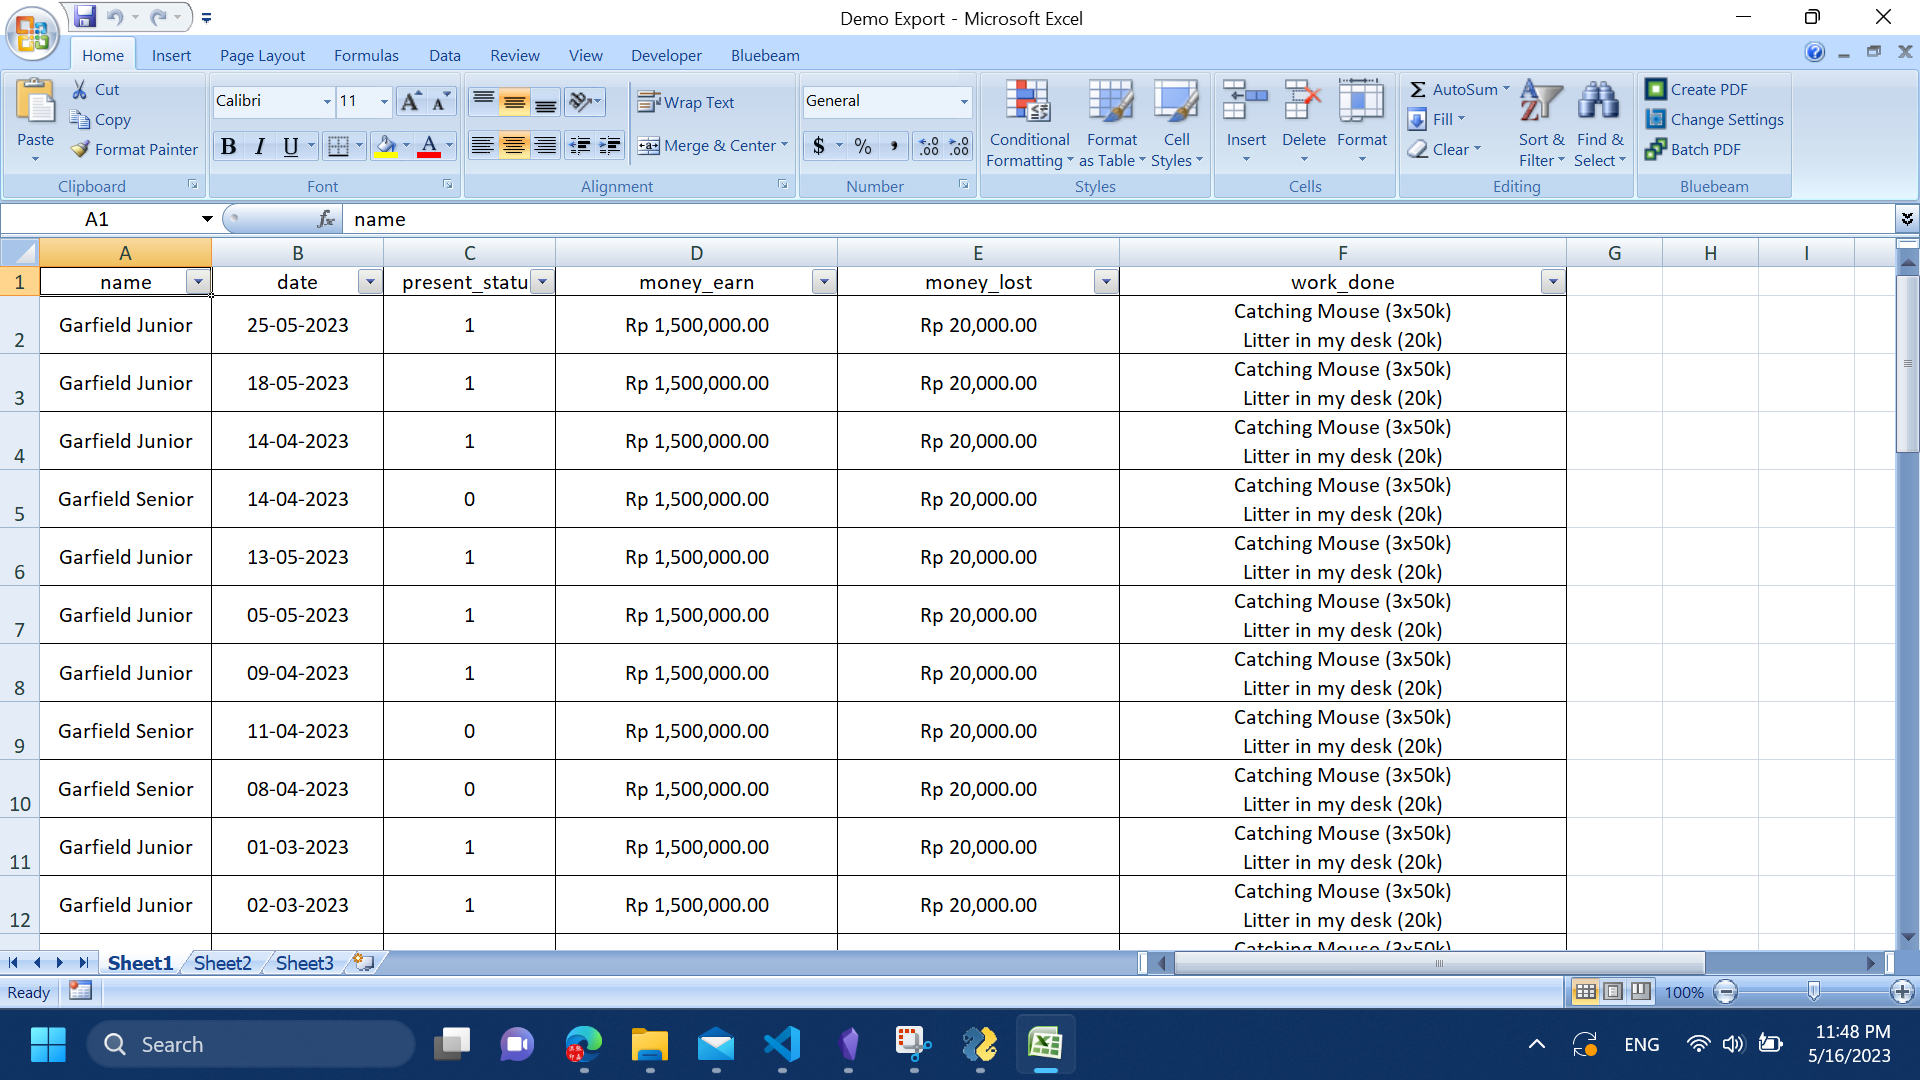 Demo Export - Microsoft Excel
Home Insert Page Layout Formulas Data Review View Developer Bluebeam
Paste
Cut
Copy
Format Painter
Clipboard
Calibri 11
B I U A
Font
Wrap Text
Merge & Center
Alignment
General
$ % ,
Number
Conditional Formatting
Format as Table
Cell Styles
Styles
Insert Delete Format
Cells
AutoSum
Fill
Clear
Sort & Filter
Find & Select
Editing
Create PDF
Change Settings
Batch PDF
Bluebeam
A1 fx name
A B C D E F G H I
1 name date present_statu money_earn money_lost work_done
2 Garfield Junior 25-05-2023 1 Rp 1,500,000.00 Rp 20,000.00 Catching Mouse (3x50k)
Litter in my desk (20k)
3 Garfield Junior 18-05-2023 1 Rp 1,500,000.00 Rp 20,000.00 Catching Mouse (3x50k)
Litter in my desk (20k)
4 Garfield Junior 14-04-2023 1 Rp 1,500,000.00 Rp 20,000.00 Catching Mouse (3x50k)
Litter in my desk (20k)
5 Garfield Senior 14-04-2023 0 Rp 1,500,000.00 Rp 20,000.00 Catching Mouse (3x50k)
Litter in my desk (20k)
6 Garfield Junior 13-05-2023 1 Rp 1,500,000.00 Rp 20,000.00 Catching Mouse (3x50k)
Litter in my desk (20k)
7 Garfield Junior 05-05-2023 1 Rp 1,500,000.00 Rp 20,000.00 Catching Mouse (3x50k)
Litter in my desk (20k)
8 Garfield Junior 09-04-2023 1 Rp 1,500,000.00 Rp 20,000.00 Catching Mouse (3x50k)
Litter in my desk (20k)
9 Garfield Senior 11-04-2023 0 Rp 1,500,000.00 Rp 20,000.00 Catching Mouse (3x50k)
Litter in my desk (20k)
10 Garfield Senior 08-04-2023 0 Rp 1,500,000.00 Rp 20,000.00 Catching Mouse (3x50k)
Litter in my desk (20k)
11 Garfield Junior 01-03-2023 1 Rp 1,500,000.00 Rp 20,000.00 Catching Mouse (3x50k)
Litter in my desk (20k)
12 Garfield Junior 02-03-2023 1 Rp 1,500,000.00 Rp 20,000.00 Catching Mouse (3x50k)
Litter in my desk (20k)
Catching Mouse (3x50k)
Sheet1 Sheet2 Sheet3
Ready 100%
Search ENG 11:48 PM
5/16/2023